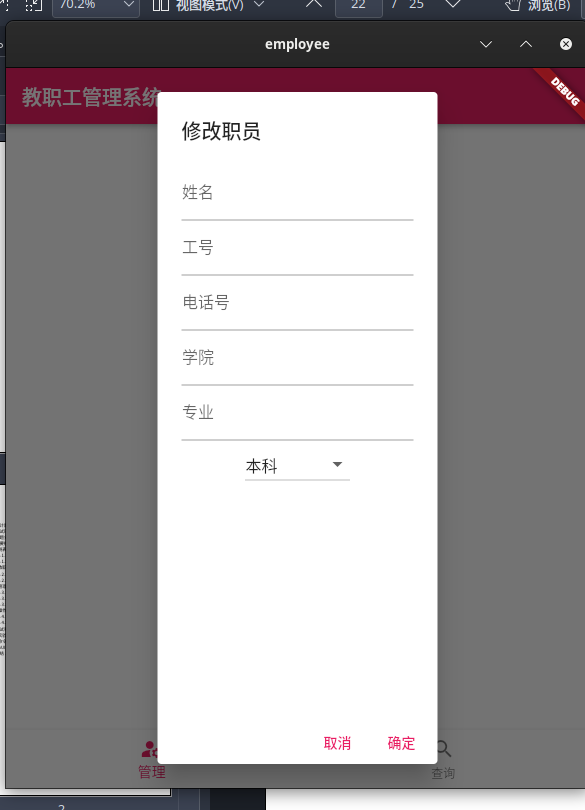 70.2% 视图模式(V) 22 / 25 浏览(B)
employee
教职工管理系统
DEBUG
修改职员
姓名
工号
电话号
学院
专业
本科
取消 确定
管理 查询
2